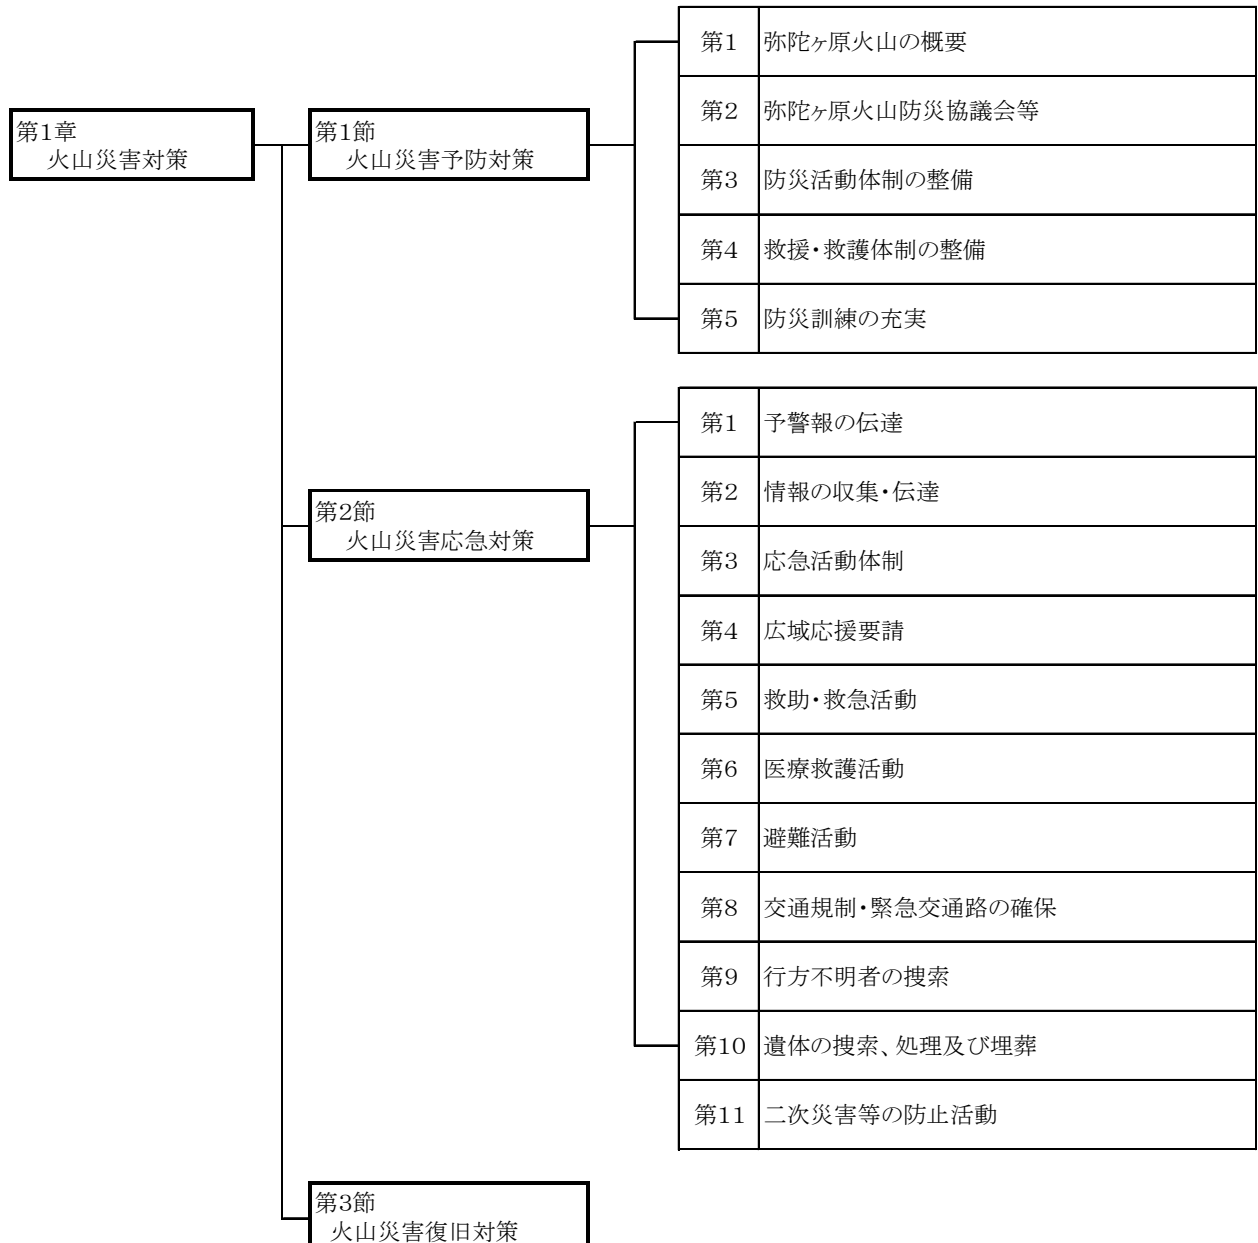 第1章
火山災害対策
第1節
火山災害予防対策
第1 弥陀ヶ原火山の概要
第2 弥陀ヶ原火山防災協議会等
第3 防災活動体制の整備
第4 救援・救護体制の整備
第5 防災訓練の充実
第2節
火山災害応急対策
第1 予警報の伝達
第2 情報の収集・伝達
第3 応急活動体制
第4 広域応援要請
第5 救助・救急活動
第6 医療救護活動
第7 避難活動
第8 交通規制・緊急交通路の確保
第9 行方不明者の捜索
第10 遺体の捜索、処理及び埋葬
第11 二次災害等の防止活動
第3節
火山災害復旧対策